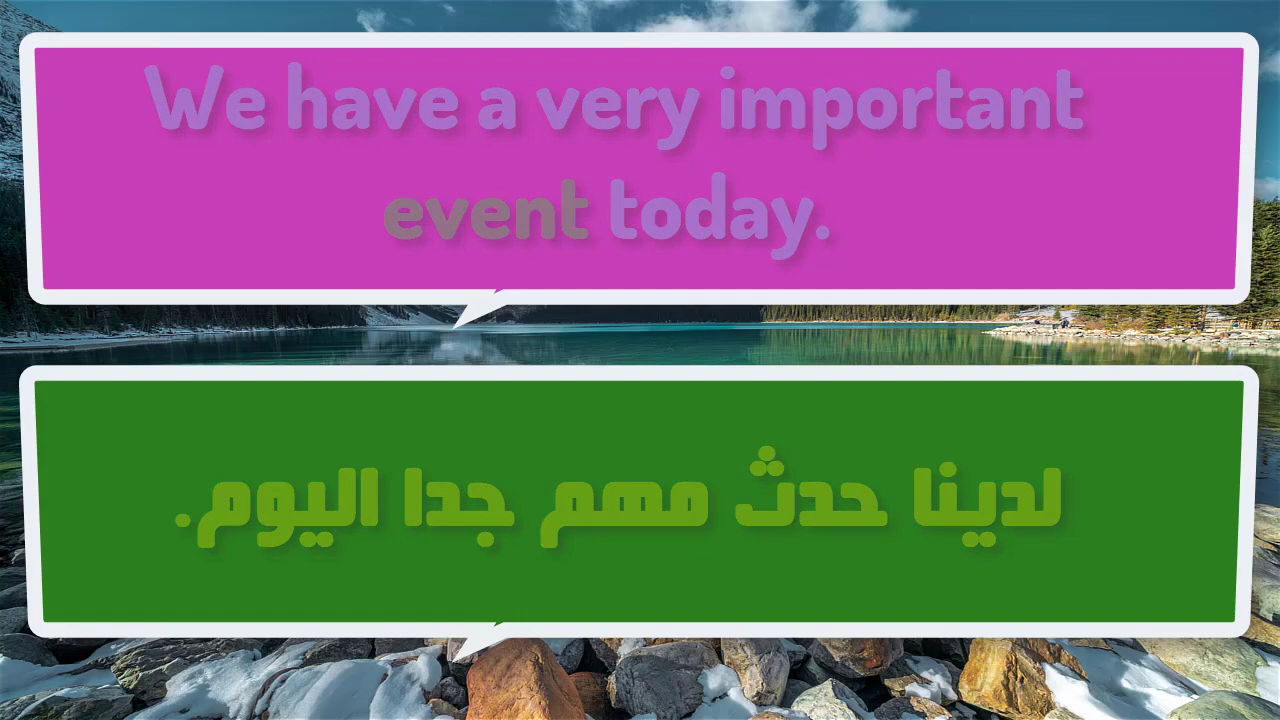 We have a very important
event today.
لدينا حدث مهم جدا اليوم.